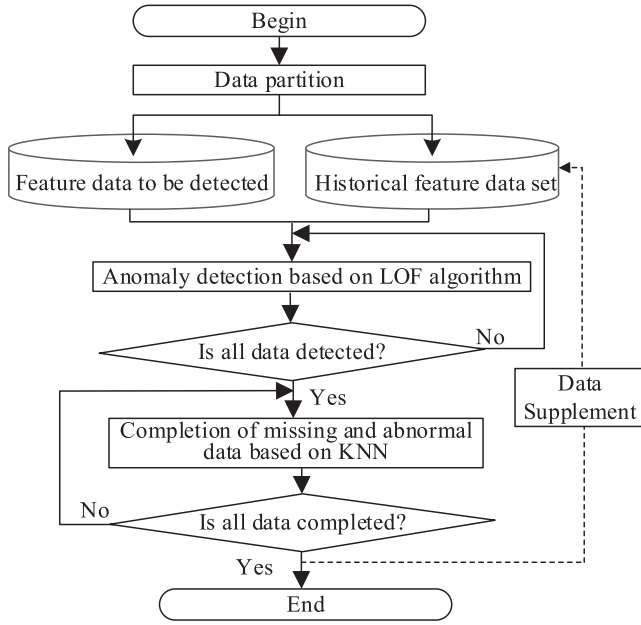 Begin
Data partition
Feature data to be detected
Historical feature data set
Anomaly detection based on LOF algorithm
No
Is all data detected?
Yes
Data
Supplement
Completion of missing and abnormal
data based on KNN
No
Is all data completed?
Yes
End